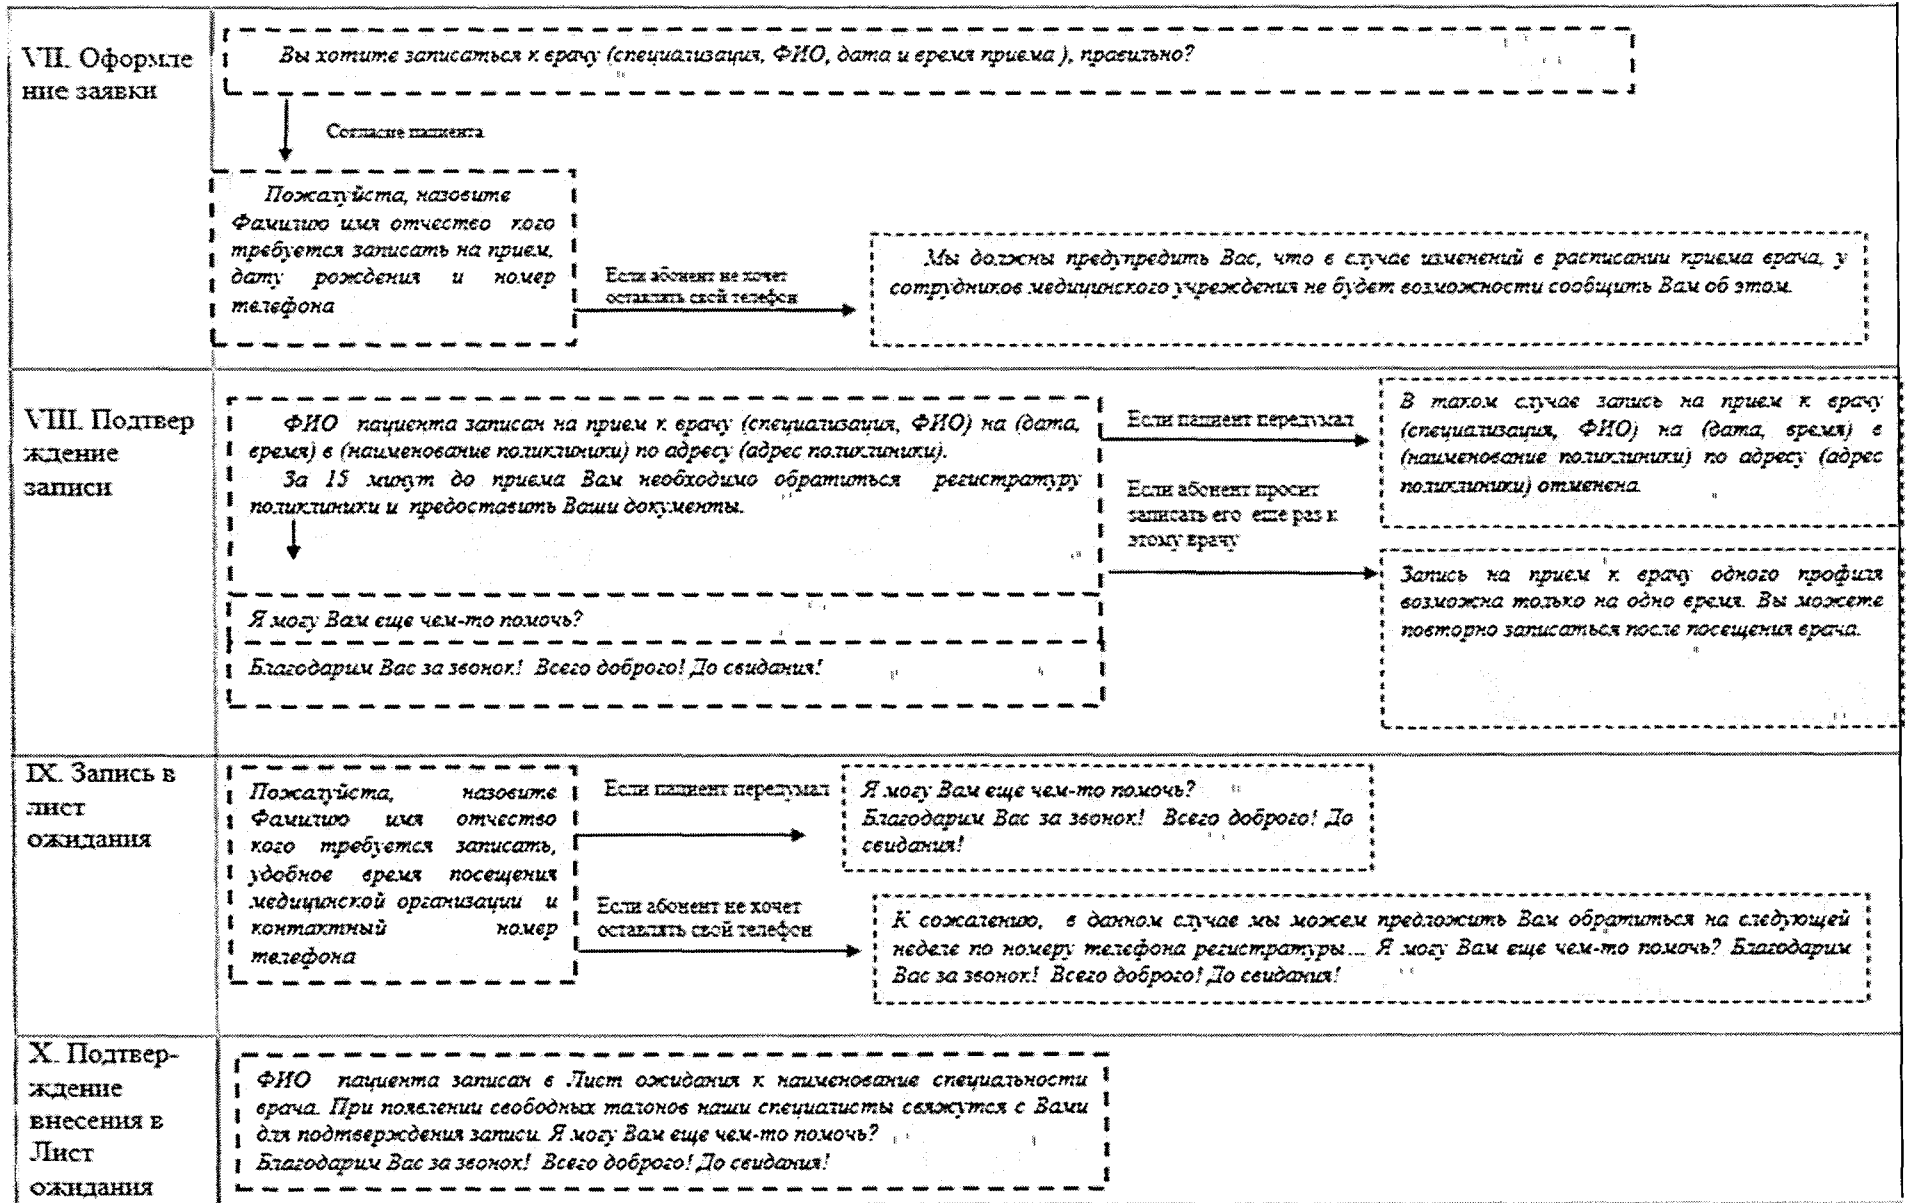 VII. Оформле
ние заявки
Вы хотите записаться к врачу (специализация, ФИО, дата и время приема ), правильно?
Согласие пациента
Пожалуйста, назовите
Фамилию имя отчество кого
требуется записать на прием,
дату рождения и номер
телефона
Если абонент не хочет
оставлять свой телефон
Мы должны предупредить Вас, что в случае изменений в расписании приема врача, у
сотрудников медицинского учреждения не будет возможности сообщить Вам об этом.
VIII. Подтвер
ждение
записи
ФИО пациента записан на прием к врачу (специализация, ФИО) на (дата,
время) в (наименование поликлиники) по адресу (адрес поликлиники).
За 15 минут до приема Вам необходимо обратиться регистратуру
поликлиники и предоставить Ваши документы.
Я могу Вам еще чем-то помочь?
Благодарим Вас за звонок! Всего доброго! До свидания!
Если пациент передумал
В таком случае запись на прием к врачу
(специализация, ФИО) на (дата, время) в
(наименование поликлиники) по адресу (адрес
поликлиники) отменена.
Если абонент просит
записать его еще раз к
этому врачу
Запись на прием к врачу одного профиля
возможна только на одно время. Вы можете
повторно записаться после посещения врача.
IX. Запись в
лист
ожидания
Пожалуйста, назовите
Фамилию имя отчество
кого требуется записать,
удобное время посещения
медицинской организации и
контактный номер
телефона
Если пациент передумал
Я могу Вам еще чем-то помочь?
Благодарим Вас за звонок! Всего доброго! До
свидания!
Если абонент не хочет
оставлять свой телефон
К сожалению, в данном случае мы можем предложить Вам обратиться на следующей
неделе по номеру телефона регистратуры... Я могу Вам еще чем-то помочь? Благодарим
Вас за звонок! Всего доброго! До свидания!
X. Подтвер-
ждение
внесения в
Лист
ожидания
ФИО пациента записан в Лист ожидания к наименование специальности
врача. При появлении свободных талонов наши специалисты свяжутся с Вами
для подтверждения записи. Я могу Вам еще чем-то помочь?
Благодарим Вас за звонок! Всего доброго! До свидания!